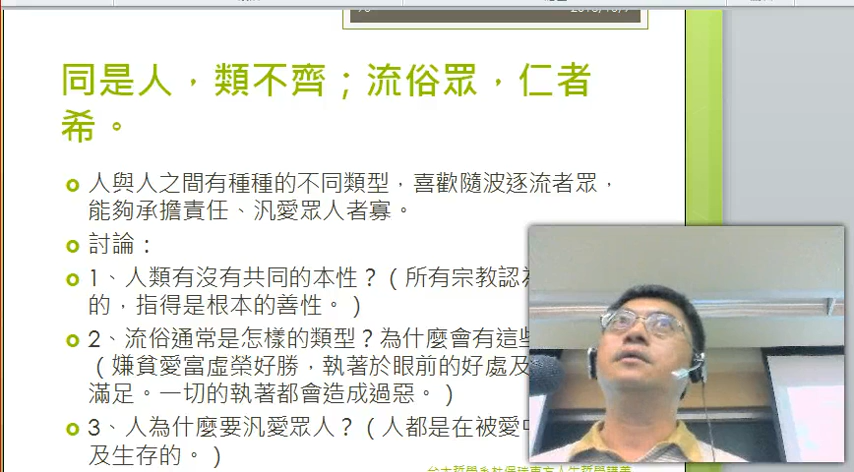 同是人，類不齊；流俗眾，仁者
希。
人與人之間有種種的不同類型，喜歡隨波逐流者眾，
能夠承擔責任、汎愛眾人者寡。
討論：
1、人類有沒有共同的本性？（所有宗教認為
的，指得是根本的善性。）
2、流俗通常是怎樣的類型？為什麼會有這些
（嫌貧愛富虛榮好勝，執著於眼前的好處及
滿足。一切的執著都會造成過惡。）
3、人為什麼要汎愛眾人？（人都是在被愛中
及生存的。）